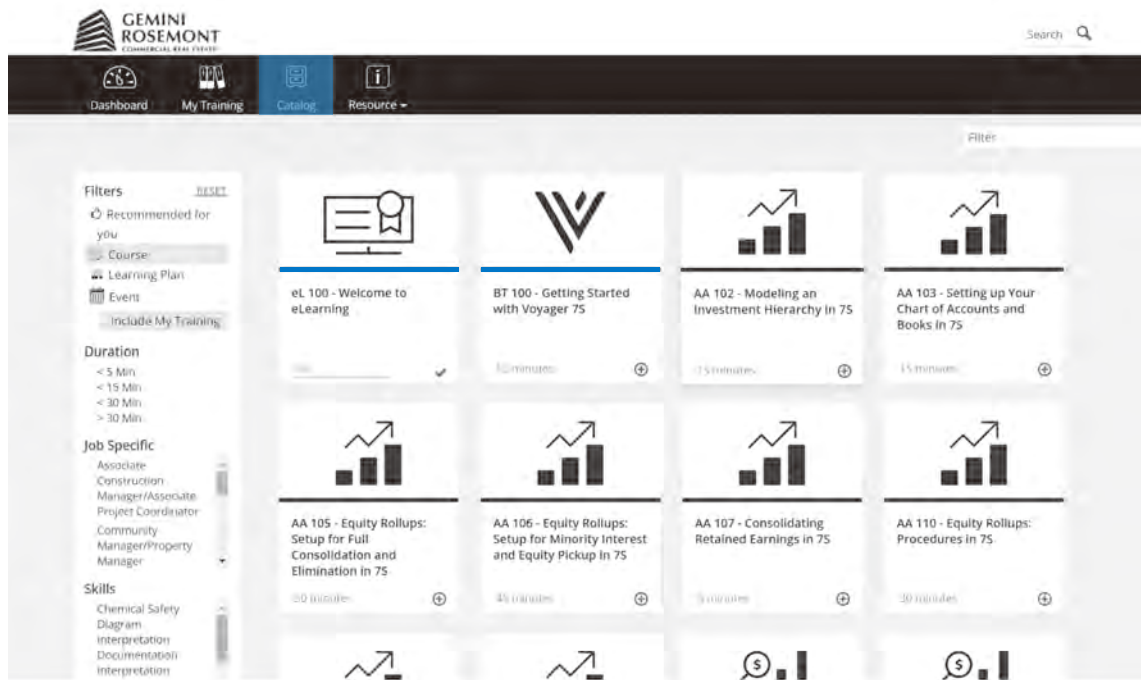 GEMINI
ROSEMONT
COMMERCIAL REAL ESTATE
Search
Dashboard
My Training
Catalog
Resource
Filter
Filters
RESET
Recommended for
you
Course
Learning Plan
Event
Include My Training
Duration
< 5 Min
< 15 Min
< 30 Min
> 30 Min
Job Specific
Associate
Construction
Manager/Associate
Project Coordinator
Community
Manager/Property
Manager
Skills
Chemical Safety
Diagram
Interpretation
Documentation
Interpretation
eL 100 - Welcome to
eLearning
BT 100 - Getting Started
with Voyager 7S
minutes
AA 102 - Modeling an
Investment Hierarchy in 7S
15 minutes
AA 103 - Setting up Your
Chart of Accounts and
Books in 7S
15 minutes
AA 105 - Equity Rollups:
Setup for Full
Consolidation and
Elimination in 7S
minutes
AA 106 - Equity Rollups:
Setup for Minority Interest
and Equity Pickup in 7S
45 minutes
AA 107 - Consolidating
Retained Earnings in 7S
minutes
AA 110 - Equity Rollups:
Procedures in 7S
30 minutes